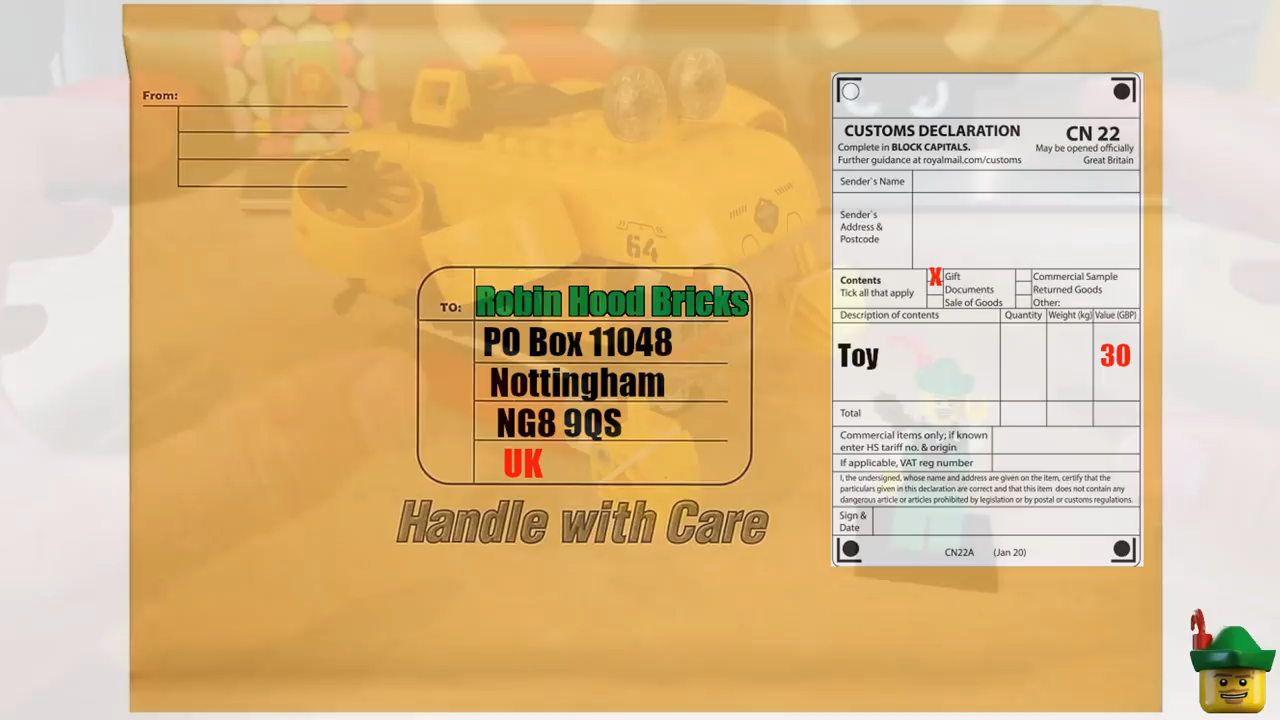 From:
TO: Robin Hood Bricks
PO Box 11048
Nottingham
NG8 9QS
UK
Handle with Care
64
CUSTOMS DECLARATION CN 22
Complete in BLOCK CAPITALS. May be opened officially
Further guidance at royalmail.com/customs Great Britain
Sender`s Name
Sender`s
Address &
Postcode
Contents
Tick all that apply
X Gift
Documents
Sale of Goods
Commercial Sample
Returned Goods
Other:
Description of contents Quantity Weight (kg) Value (GBP)
Toy 30
Total
Commercial items only; if known
enter HS tariff no. & origin
If applicable, VAT reg number
I, the undersigned, whose name and address are given on the item, certify that the
particulars given in this declaration are correct and that this item does not contain any
dangerous article or articles prohibited by legislation or by postal or customs regulations.
Sign &
Date
CN22A (Jan 20)